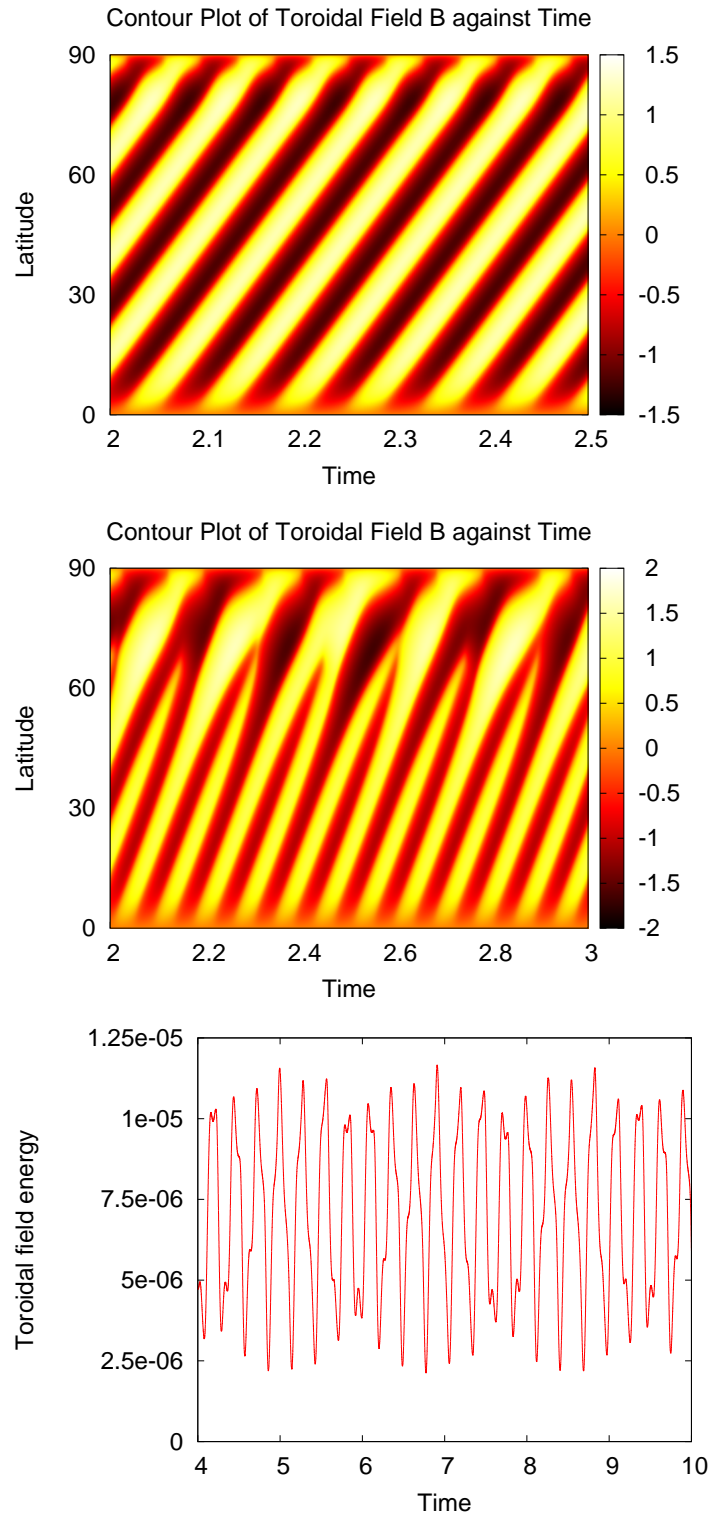 Contour Plot of Toroidal Field B against Time
90
60
30
0
Latitude
2 2.1 2.2 2.3 2.4 2.5
Time
1.5
1
0.5
0
-0.5
-1
-1.5
Contour Plot of Toroidal Field B against Time
90
60
30
0
Latitude
2 2.2 2.4 2.6 2.8 3
Time
2
1.5
1
0.5
0
-0.5
-1
-1.5
-2
1.25e-05
1e-05
7.5e-06
5e-06
2.5e-06
0
Toroidal field energy
4 5 6 7 8 9 10
Time